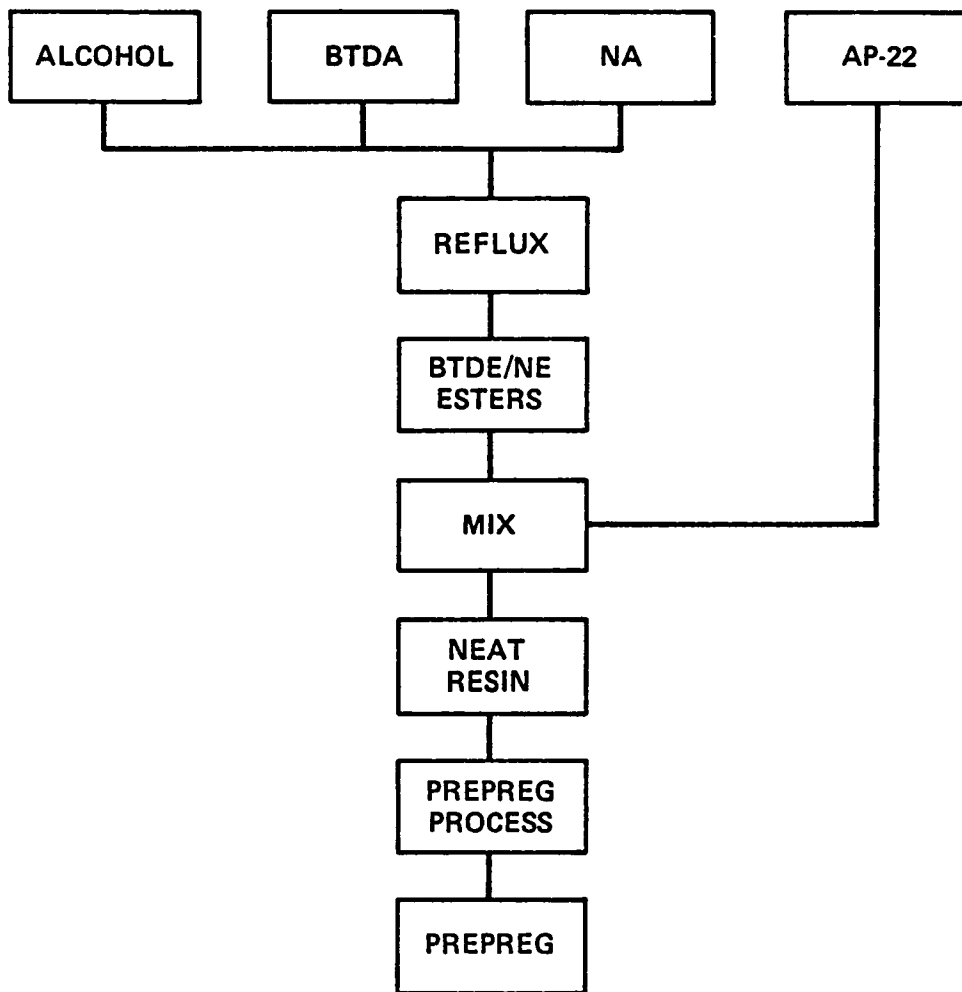 ALCOHOL
BTDA
NA
AP-22
REFLUX
BTDE/NE
ESTERS
MIX
NEAT
RESIN
PREPREG
PROCESS
PREPREG